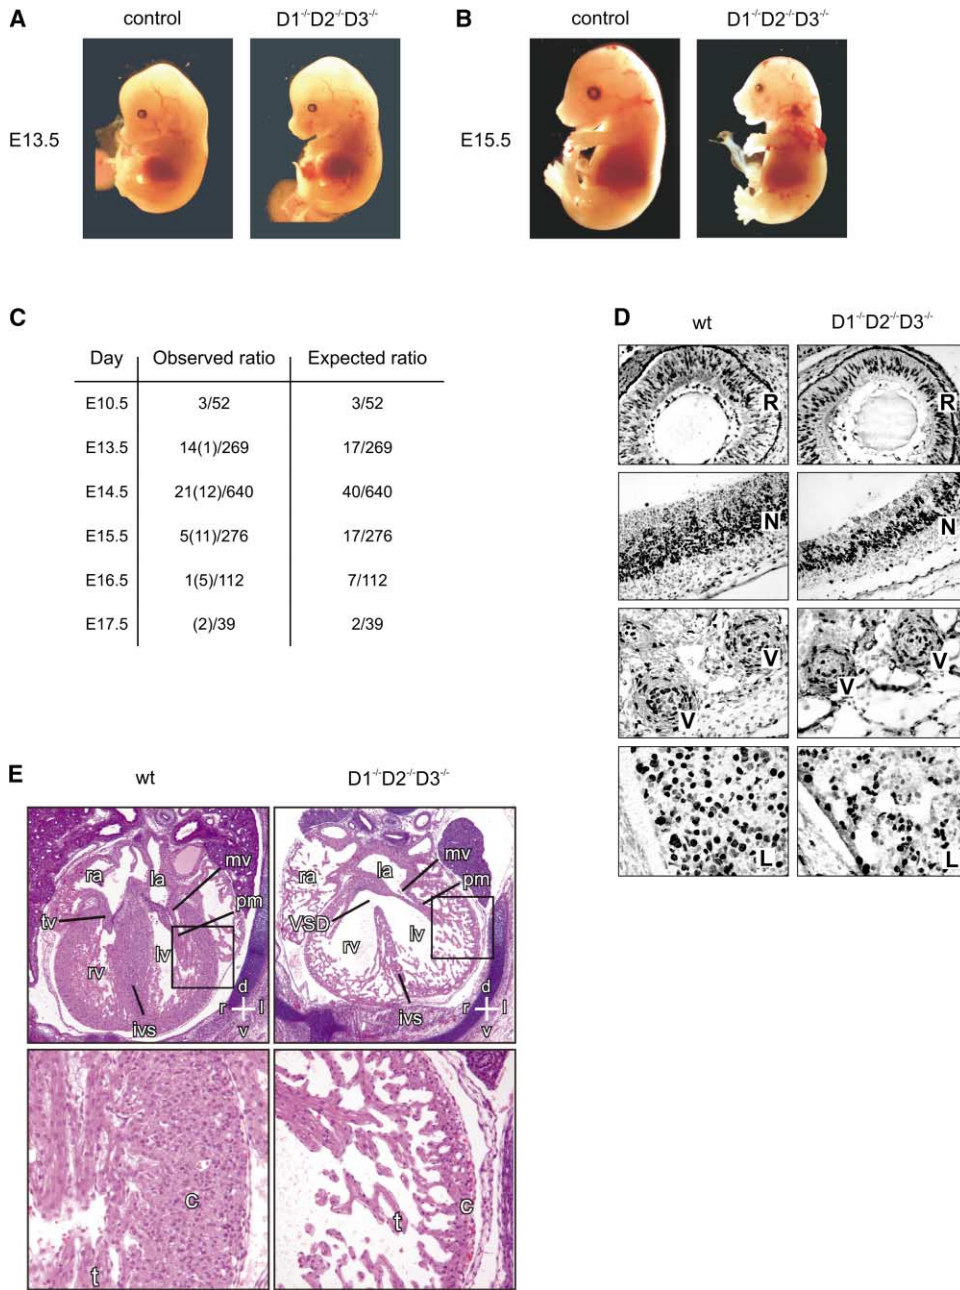 A
control
D1⁻/⁻D2⁻/⁻D3⁻/⁻
E13.5
B
control
D1⁻/⁻D2⁻/⁻D3⁻/⁻
E15.5
C
Day Observed ratio Expected ratio
E10.5 3/52 3/52
E13.5 14(1)/269 17/269
E14.5 21(12)/640 40/640
E15.5 5(11)/276 17/276
E16.5 1(5)/112 7/112
E17.5 (2)/39 2/39
D
wt
D1⁻/⁻D2⁻/⁻D3⁻/⁻
R
R
N
N
V
V
V
V
L
L
E
wt
D1⁻/⁻D2⁻/⁻D3⁻/⁻
ra
la
mv
pm
tv
lv
rv
ivs
d
r l
v
la
mv
ra
pm
VSD
rv
lv
ivs
d
r l
v
c
t
t
c